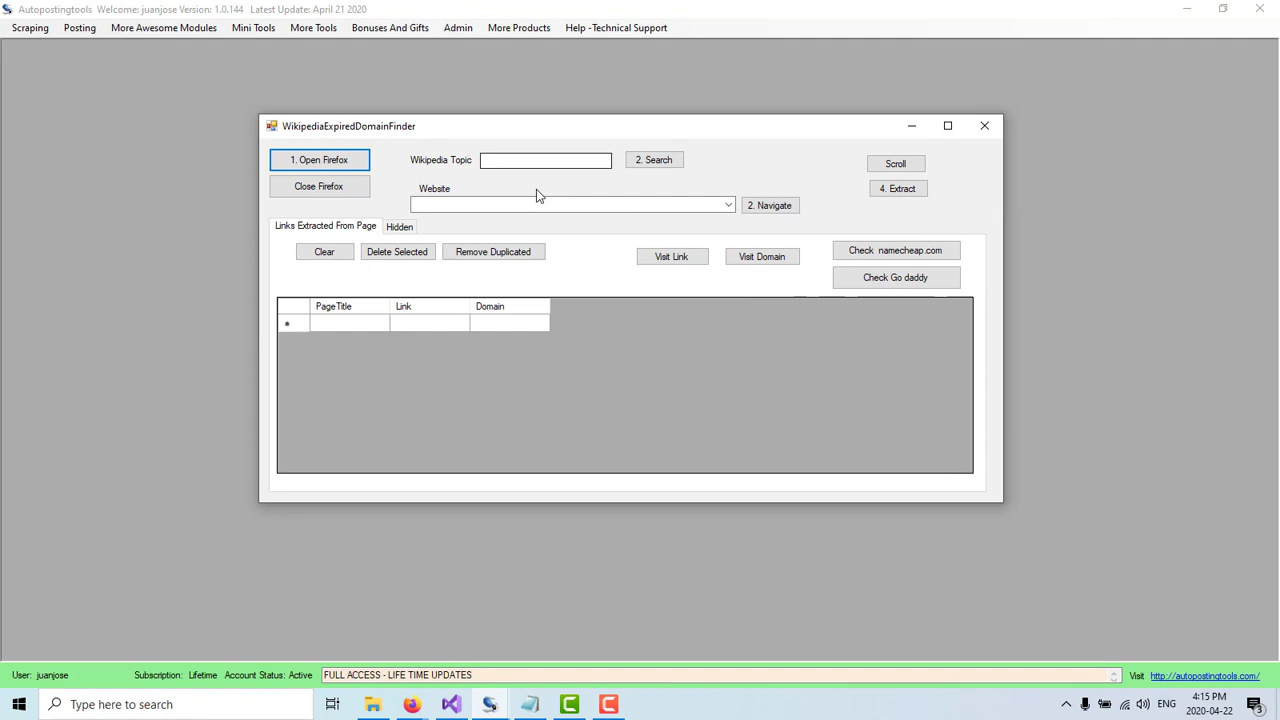 Autopostingtools Welcome: juanjose Version: 1.0.144 Latest Update: April 21 2020
Scraping Posting More Awesome Modules Mini Tools More Tools Bonuses And Gifts Admin More Products Help - Technical Support
WikipediaExpiredDomainFinder
1. Open Firefox Wikipedia Topic 2. Search Scroll
Close Firefox Website 4. Extract
2. Navigate
Links Extracted From Page Hidden
Clear Delete Selected Remove Duplicated Visit Link Visit Domain Check namecheap.com
Check Go daddy
PageTitle Link Domain
User: juanjose Subscription: Lifetime Account Status: Active FULL ACCESS - LIFE TIME UPDATES Visit http://autopostingtools.com/
Type here to search ENG 4:15 PM
2020-04-22 3